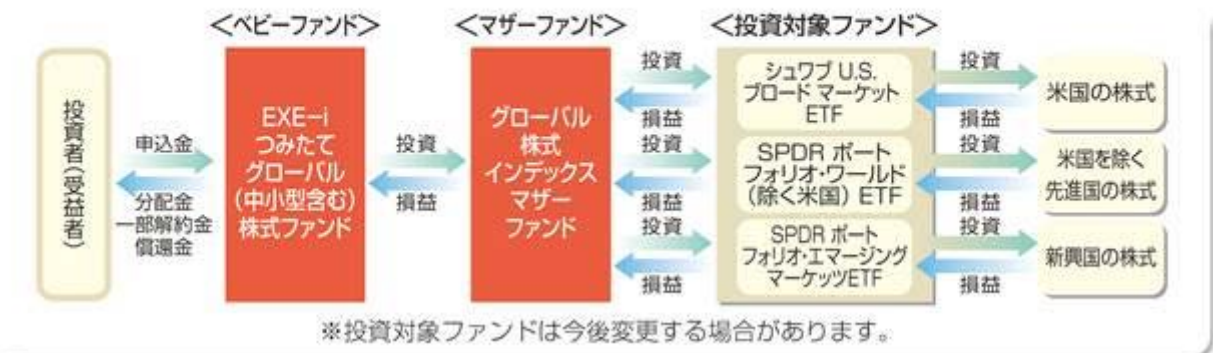 <ベビーファンド>
<マザーファンド>
<投資対象ファンド>
投資者(受益者)
申込金
分配金
一部解約金
償還金
EXE-i
つみたて
グローバル
(中小型含む)
株式ファンド
投資
損益
グローバル
株式
インデックス
マザー
ファンド
投資
損益
投資
損益
投資
損益
シュワブ U.S.
ブロード マーケット
ETF
SPDR ポート
フォリオ・ワールド
(除く米国) ETF
SPDR ポート
フォリオ・エマージング
マーケッツETF
投資
損益
投資
損益
投資
損益
米国の株式
米国を除く
先進国の株式
新興国の株式
※投資対象ファンドは今後変更する場合があります。